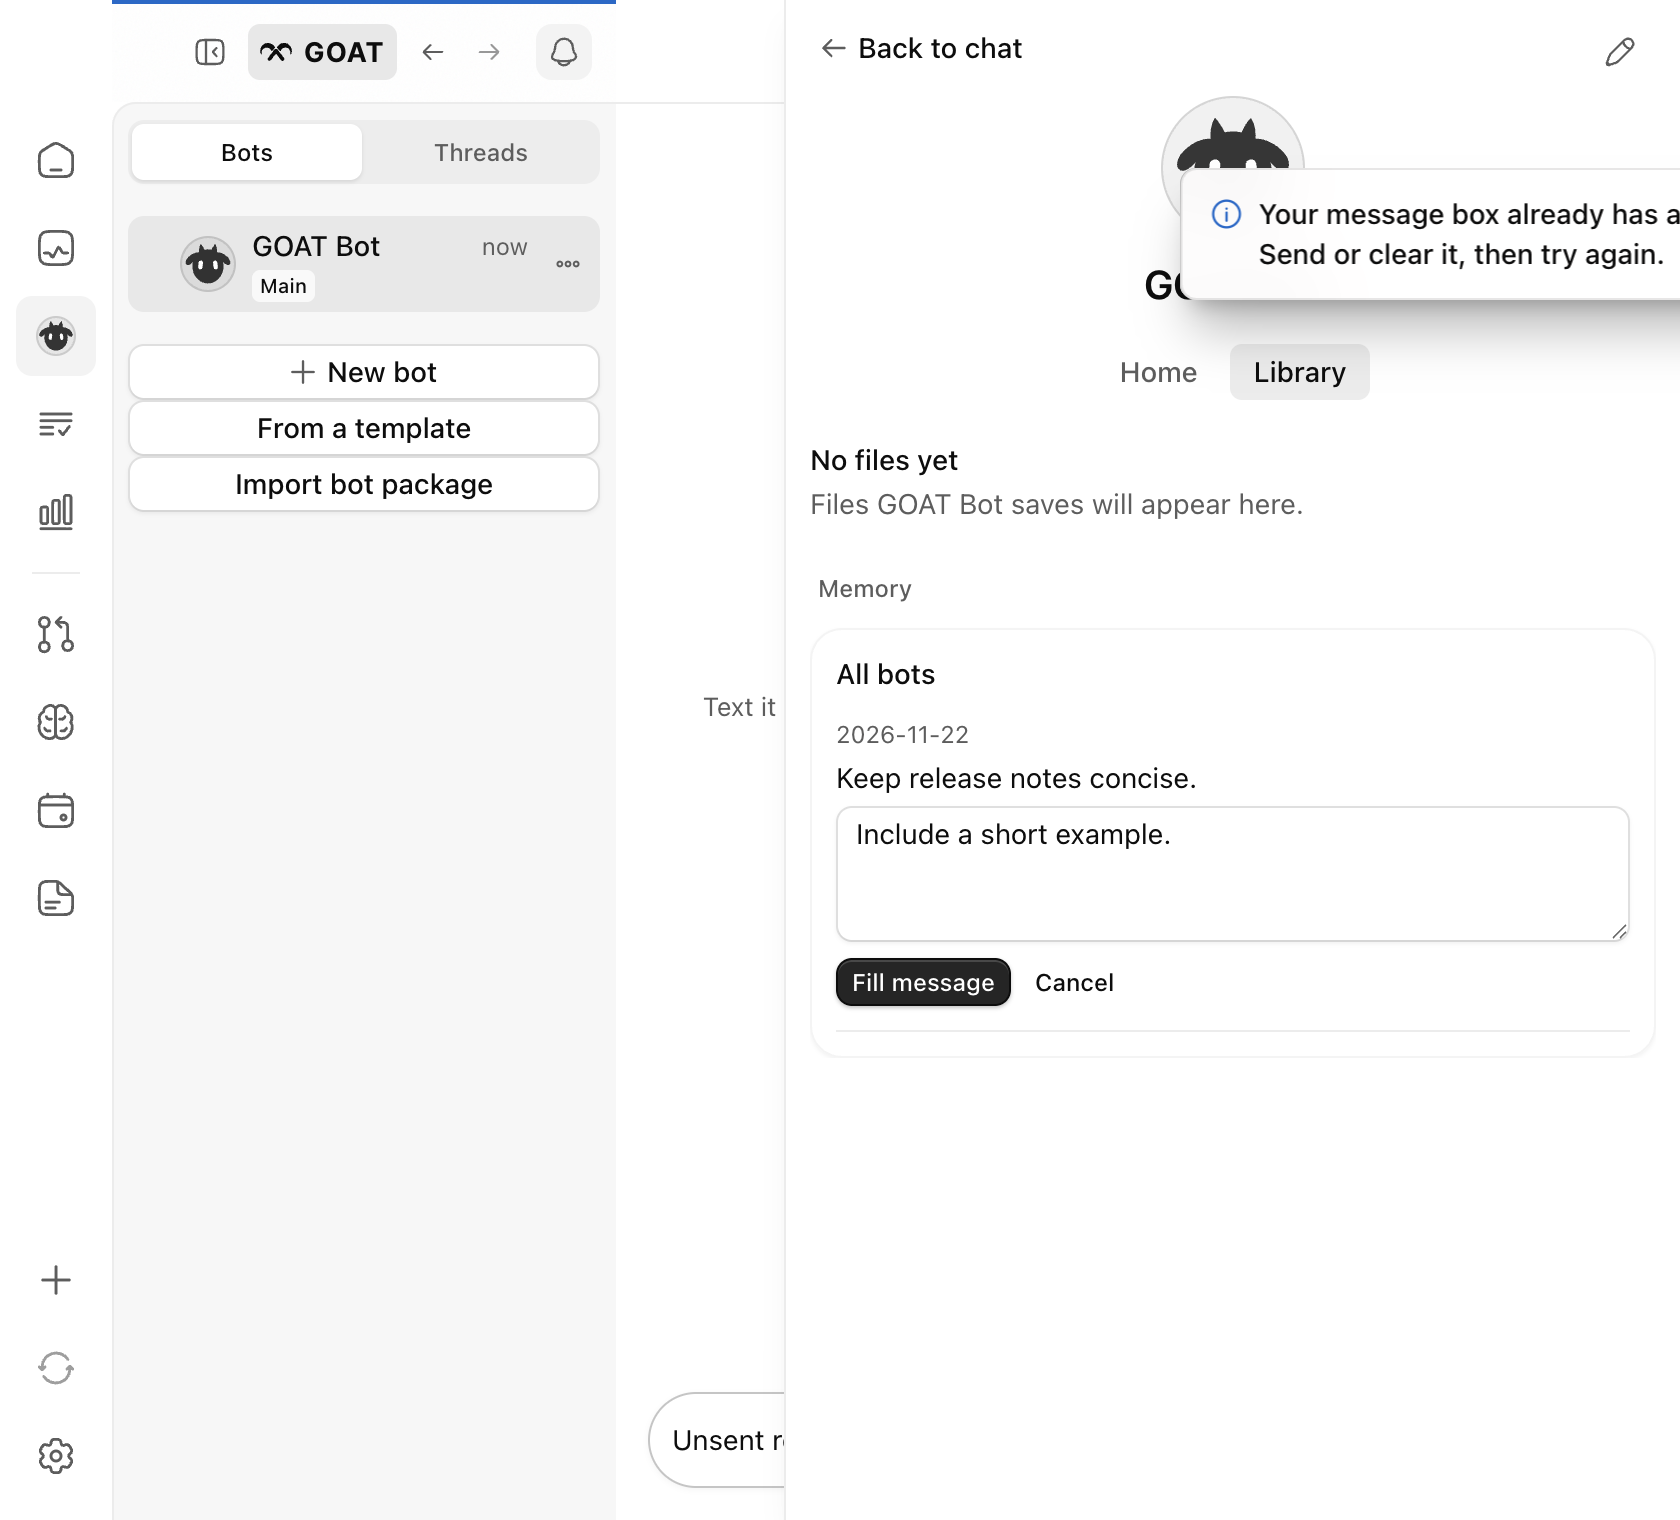 GOAT
Bots
Threads
GOAT Bot
now
Main
New bot
From a template
Import bot package
Text it
Unsent
Back to chat
Your message box already has a
Send or clear it, then try again.
Home
Library
No files yet
Files GOAT Bot saves will appear here.
Memory
All bots
2026-11-22
Keep release notes concise.
Include a short example.
Fill message
Cancel